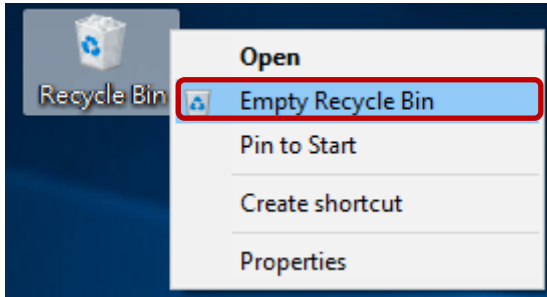 Recycle Bin
Open
Empty Recycle Bin
Pin to Start
Create shortcut
Properties